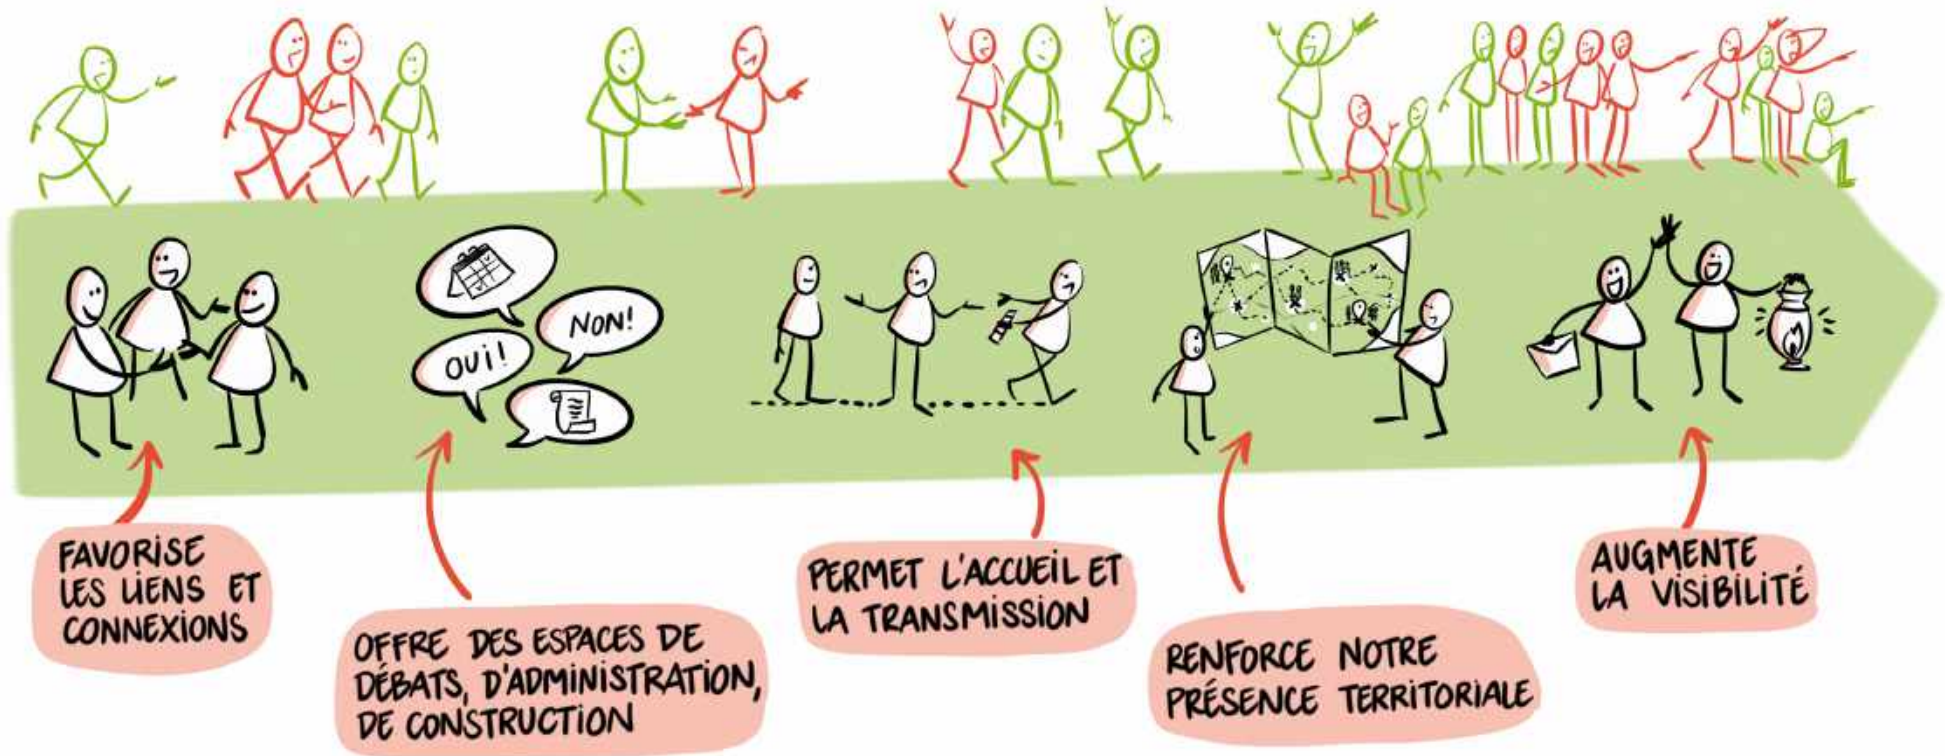 OUI!
NON!
FAVORISE
LES LIENS ET
CONNEXIONS
OFFRE DES ESPACES DE
DÉBATS, D'ADMINISTRATION,
DE CONSTRUCTION
PERMET L'ACCUEIL ET
LA TRANSMISSION
RENFORCE NOTRE
PRÉSENCE TERRITORIALE
AUGMENTE
LA VISIBILITÉ